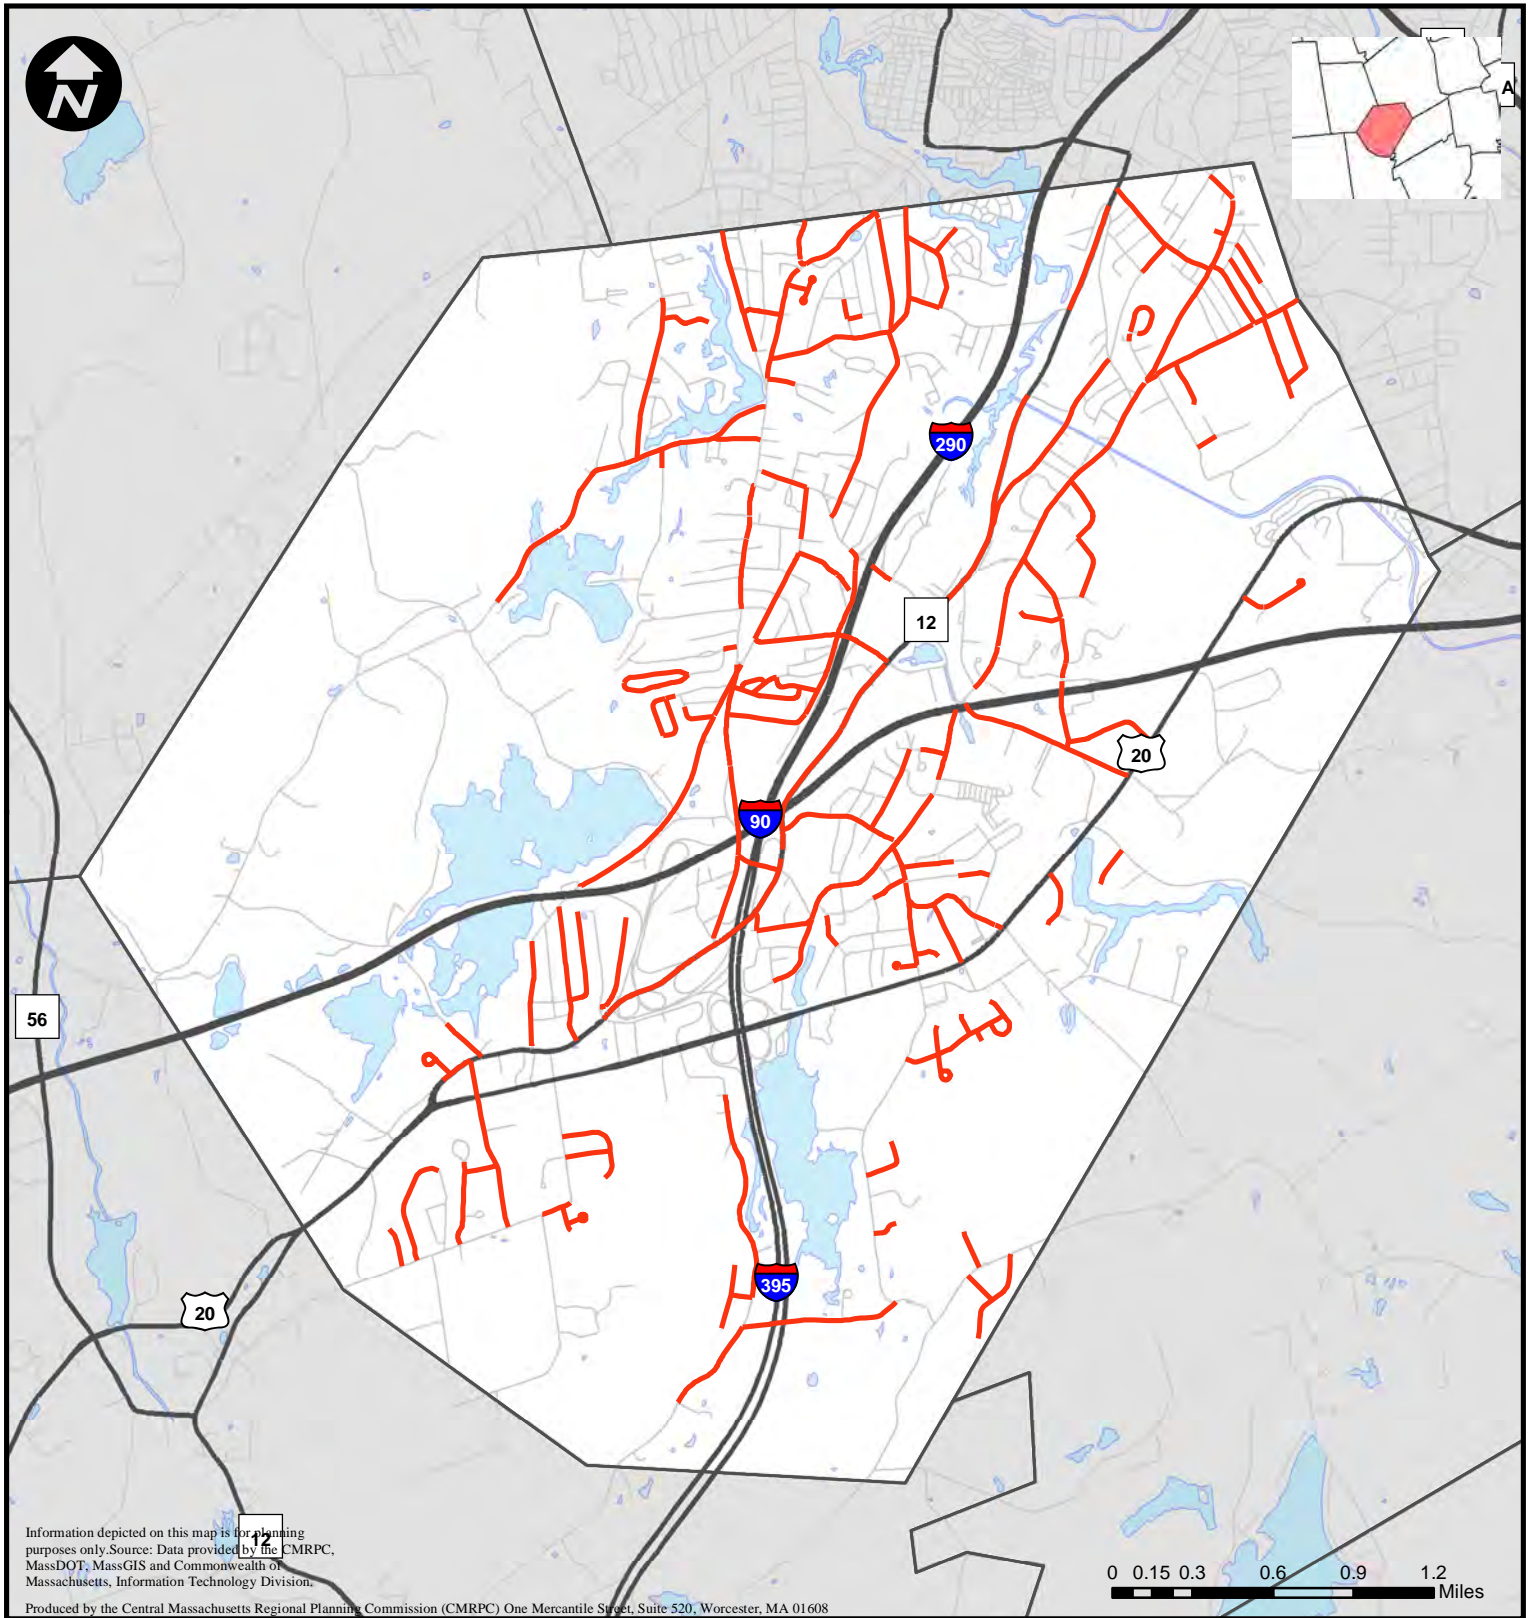 N
A
290
12
20
90
56
395
20
12
Information depicted on this map is for planning
purposes only.Source: Data provided by the CMRPC,
MassDOT, MassGIS and Commonwealth of
Massachusetts, Information Technology Division.
0 0.15 0.3 0.6 0.9 1.2
Miles
Produced by the Central Massachusetts Regional Planning Commission (CMRPC) One Mercantile Street, Suite 520, Worcester, MA 01608